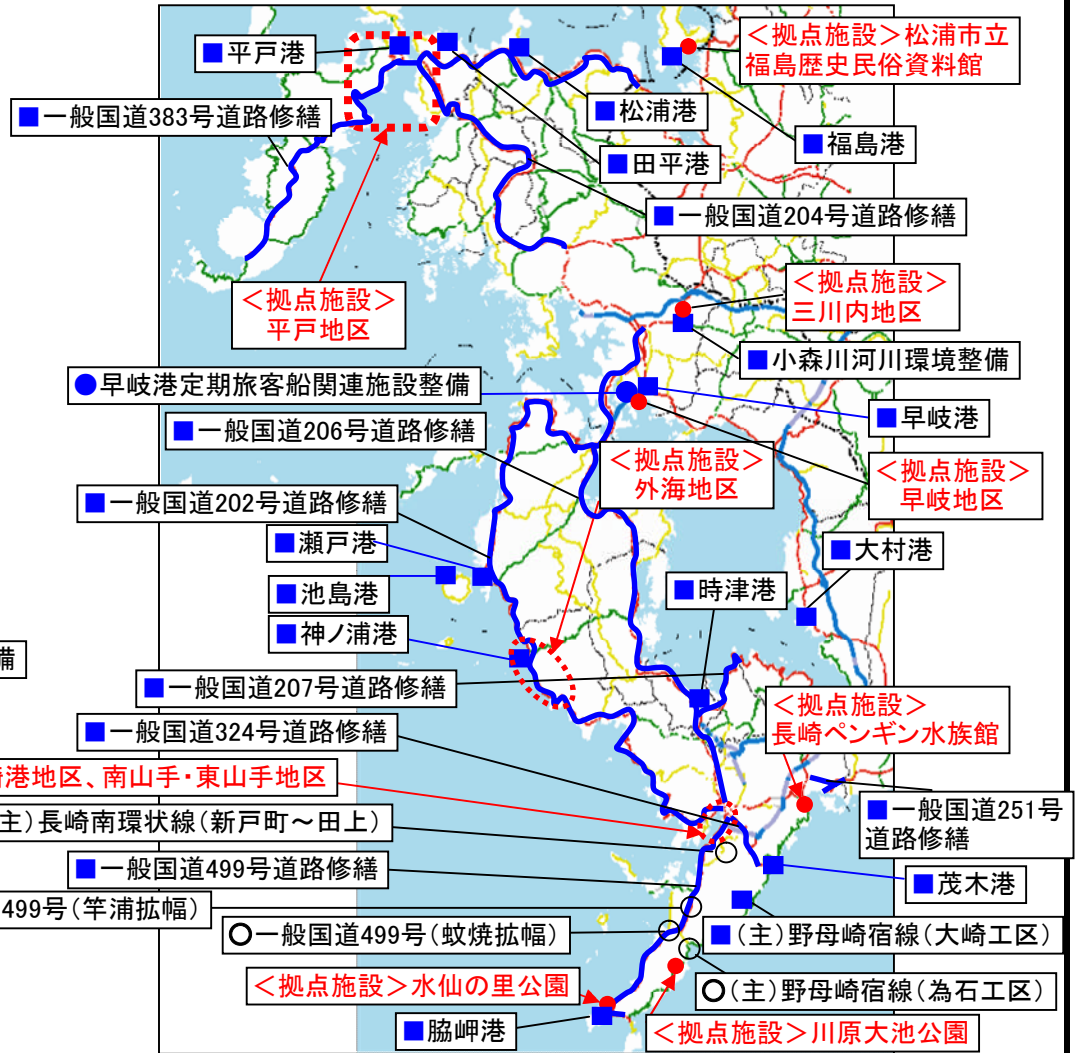 ■平戸港
＜拠点施設＞松浦市立
福島歴史民俗資料館
■一般国道383号道路修繕
■松浦港
■福島港
■田平港
■一般国道204号道路修繕
＜拠点施設＞
平戸地区
＜拠点施設＞
三川内地区
■小森川河川環境整備
●早岐港定期旅客船関連施設整備
■早岐港
■一般国道206号道路修繕
＜拠点施設＞
外海地区
＜拠点施設＞
早岐地区
■一般国道202号道路修繕
■瀬戸港
■大村港
■池島港
■時津港
■神ノ浦港
備
■一般国道207号道路修繕
＜拠点施設＞
長崎ペンギン水族館
■一般国道324号道路修繕
港地区、南山手・東山手地区
■一般国道251号
道路修繕
主）長崎南環状線（新戸町～田上）
■一般国道499号道路修繕
■茂木港
499号（竿浦拡幅）
○一般国道499号（蚊焼拡幅）
■（主）野母崎宿線（大崎工区）
＜拠点施設＞水仙の里公園
○（主）野母崎宿線（為石工区）
■脇岬港
＜拠点施設＞川原大池公園